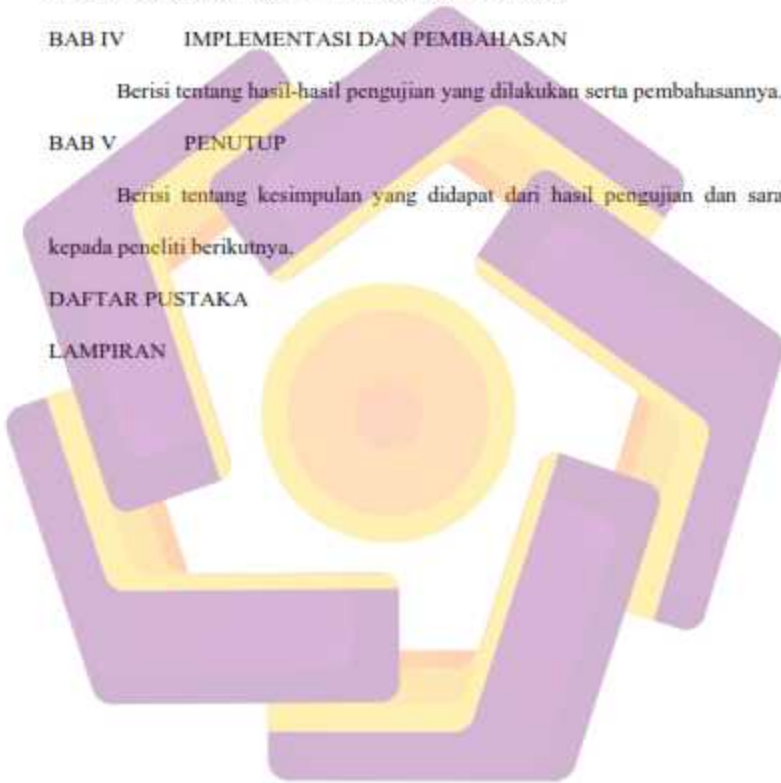 BAB IV IMPLEMENTASI DAN PEMBAHASAN
Berisi tentang hasil-hasil pengujian yang dilakukan serta pembahasannya.
BAB V PENUTUP
Berisi tentang kesimpulan yang didapat dari hasil pengujian dan sara
kepada peneliti berikutnya.
DAFTAR PUSTAKA
LAMPIRAN